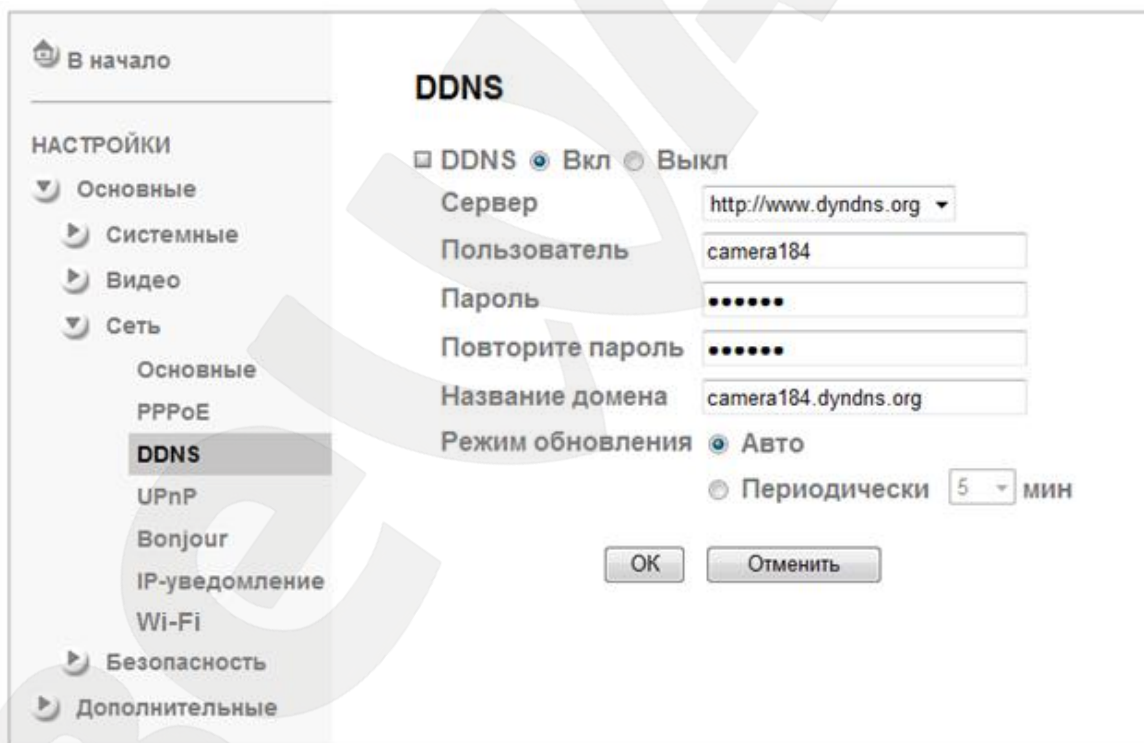 В начало
НАСТРОЙКИ
Основные
Системные
Видео
Сеть
Основные
PPPoE
DDNS
UPnP
Bonjour
IP-уведомление
Wi-Fi
Безопасность
Дополнительные
DDNS
DDNS Вкл Выкл
Сервер http://www.dyndns.org
Пользователь camera184
Пароль ••••••
Повторите пароль ••••••
Название домена camera184.dyndns.org
Режим обновления Авто
Периодически 5 мин
OK Отменить